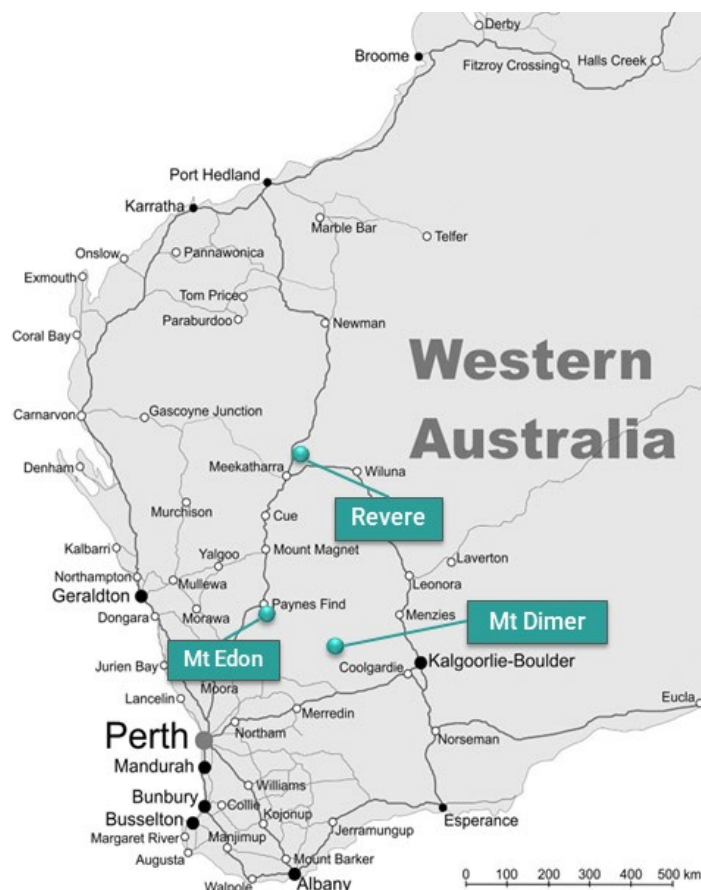 Derby
Broome
Fitzroy Crossing
Halls Creek
Port Hedland
Karratha
Marble Bar
Telfer
Onslow
Pannawonica
Exmouth
Tom Price
Paraburdoo
Newman
Coral Bay
Western
Australia
Carnarvon
Gascoyne Junction
Denham
Meekatharra
Wiluna
Murchison
Revere
Cue
Kalbarri
Yalgoo
Mount Magnet
Laverton
Northampton
Mullewa
Leonora
Geraldton
Morawa
Paynes Find
Menzies
Dongara
Mt Dimer
Mt Edon
Jurien Bay
Coolgardie
Kalgoorlie-Boulder
Moora
Lancelin
Merredin
Eucla
Northam
Perth
Norseman
Mandurah
Williams
Bunbury
Collie
Kojonup
Esperance
Busselton
Margaret River
Manjimup
Jerramungup
Augusta
Mount Barker
Walpole
Albany
0 100 200 300 400 500 km